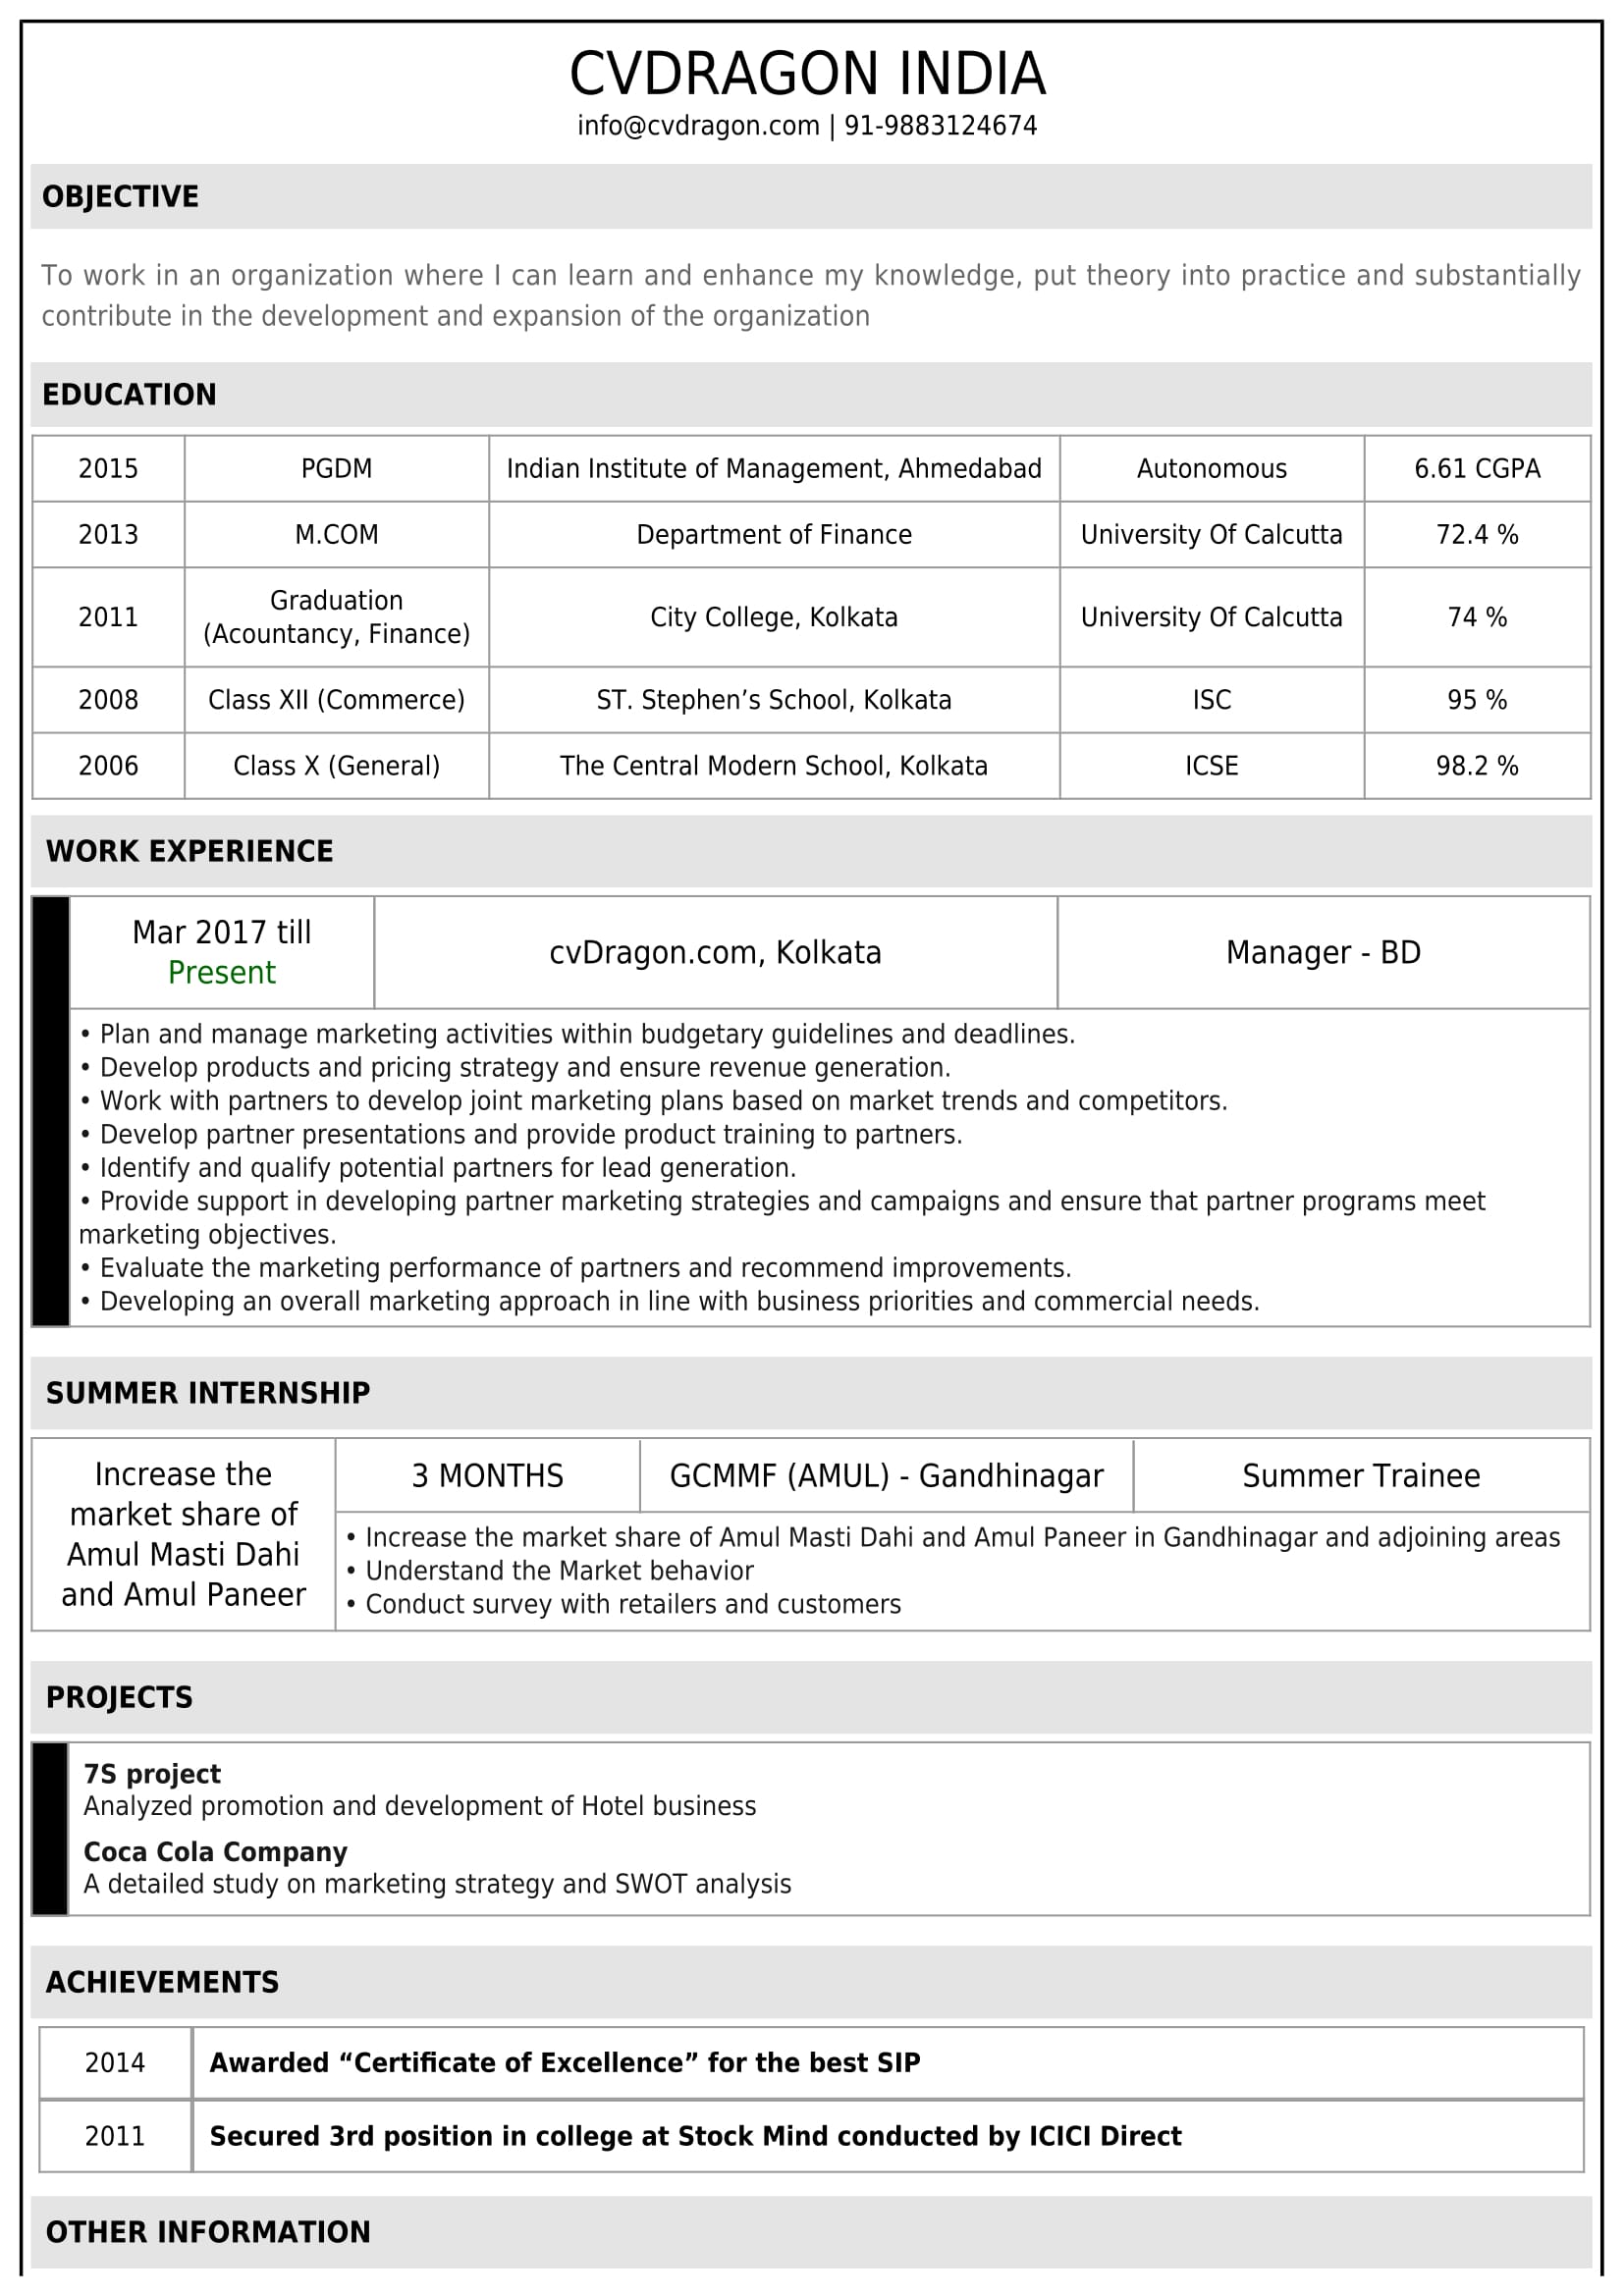 CVDRAGON INDIA
info@cvdragon.com | 91-9883124674
OBJECTIVE
To work in an organization where I can learn and enhance my knowledge, put theory into practice and substantially
contribute in the development and expansion of the organization
EDUCATION
2015 PGDM Indian Institute of Management, Ahmedabad Autonomous 6.61 CGPA
2013 M.COM Department of Finance University Of Calcutta 72.4 %
2011 Graduation (Acountancy, Finance) City College, Kolkata University Of Calcutta 74 %
2008 Class XII (Commerce) ST. Stephen’s School, Kolkata ISC 95 %
2006 Class X (General) The Central Modern School, Kolkata ICSE 98.2 %
WORK EXPERIENCE
Mar 2017 till
Present
cvDragon.com, Kolkata
Manager - BD
• Plan and manage marketing activities within budgetary guidelines and deadlines.
• Develop products and pricing strategy and ensure revenue generation.
• Work with partners to develop joint marketing plans based on market trends and competitors.
• Develop partner presentations and provide product training to partners.
• Identify and qualify potential partners for lead generation.
• Provide support in developing partner marketing strategies and campaigns and ensure that partner programs meet
marketing objectives.
• Evaluate the marketing performance of partners and recommend improvements.
• Developing an overall marketing approach in line with business priorities and commercial needs.
SUMMER INTERNSHIP
Increase the
market share of
Amul Masti Dahi
and Amul Paneer
3 MONTHS GCMMF (AMUL) - Gandhinagar Summer Trainee
• Increase the market share of Amul Masti Dahi and Amul Paneer in Gandhinagar and adjoining areas
• Understand the Market behavior
• Conduct survey with retailers and customers
PROJECTS
7S project
Analyzed promotion and development of Hotel business
Coca Cola Company
A detailed study on marketing strategy and SWOT analysis
ACHIEVEMENTS
2014 Awarded “Certificate of Excellence” for the best SIP
2011 Secured 3rd position in college at Stock Mind conducted by ICICI Direct
OTHER INFORMATION